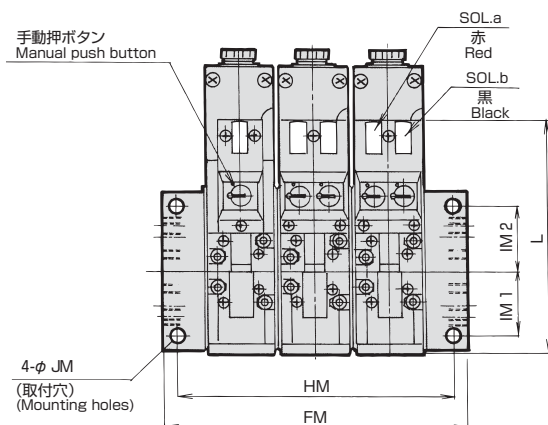 手動押ボタン
Manual push button
SOL.a
赤
Red
SOL.b
黒
Black
IM2
L
IM1
4-φ JM
(取付穴)
(Mounting holes)
HM
FM